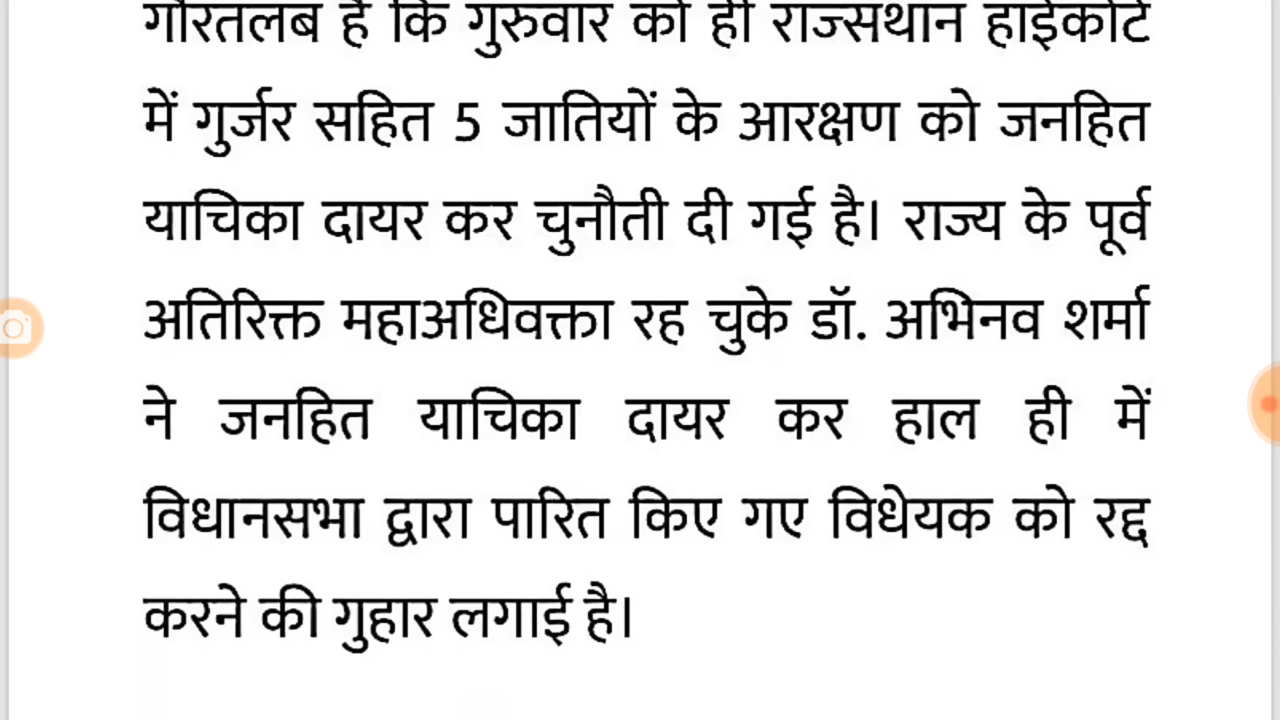 गौरतलब है कि गुरुवार को ही राज्सथान हाईकोर्ट
में गुर्जर सहित 5 जातियों के आरक्षण को जनहित
याचिका दायर कर चुनौती दी गई है। राज्य के पूर्व
अतिरिक्त महाअधिवक्ता रह चुके डॉ. अभिनव शर्मा
ने जनहित याचिका दायर कर हाल ही में
विधानसभा द्वारा पारित किए गए विधेयक को रद्द
करने की गुहार लगाई है।